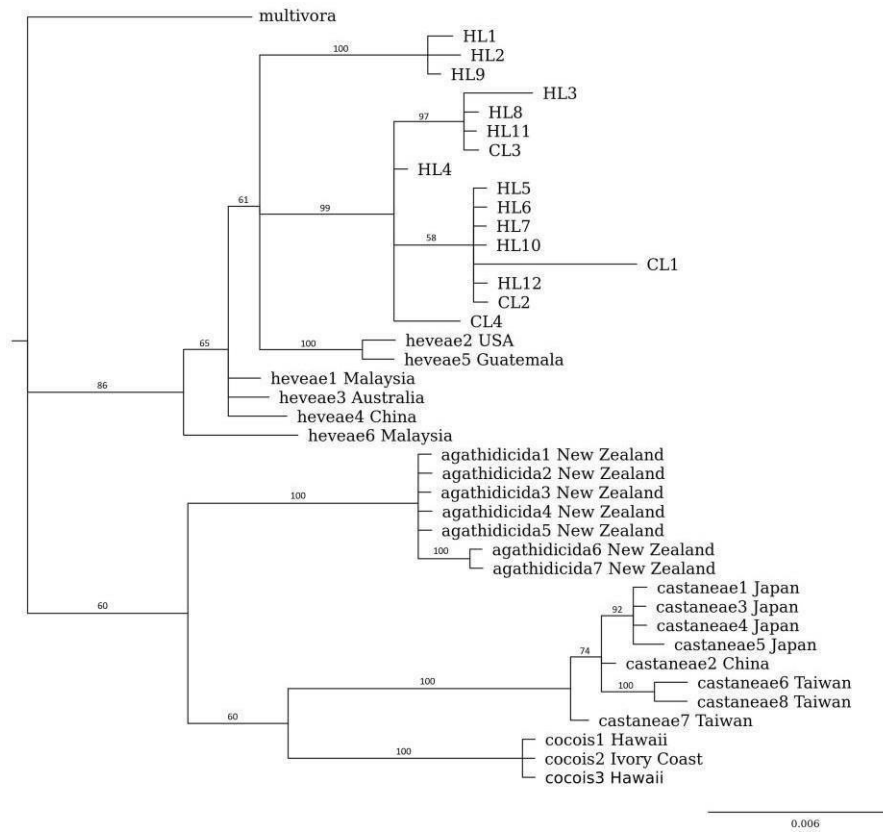 multivora
HL1
100
HL2
HL9
HL3
HL8
97
HL11
CL3
HL4
HL5
61
HL6
99
HL7
58
HL10
CL1
HL12
CL2
CL4
heveae2 USA
65
100
heveae5 Guatemala
heveae1 Malaysia
86
heveae3 Australia
heveae4 China
heveae6 Malaysia
agathidicida1 New Zealand
agathidicida2 New Zealand
100
agathidicida3 New Zealand
agathidicida4 New Zealand
agathidicida5 New Zealand
100
agathidicida6 New Zealand
agathidicida7 New Zealand
castaneae1 Japan
60
92
castaneae3 Japan
castaneae4 Japan
castaneae5 Japan
74
castaneae2 China
100
100
castaneae6 Taiwan
castaneae8 Taiwan
60
castaneae7 Taiwan
cocois1 Hawaii
100
cocois2 Ivory Coast
cocois3 Hawaii
0.006